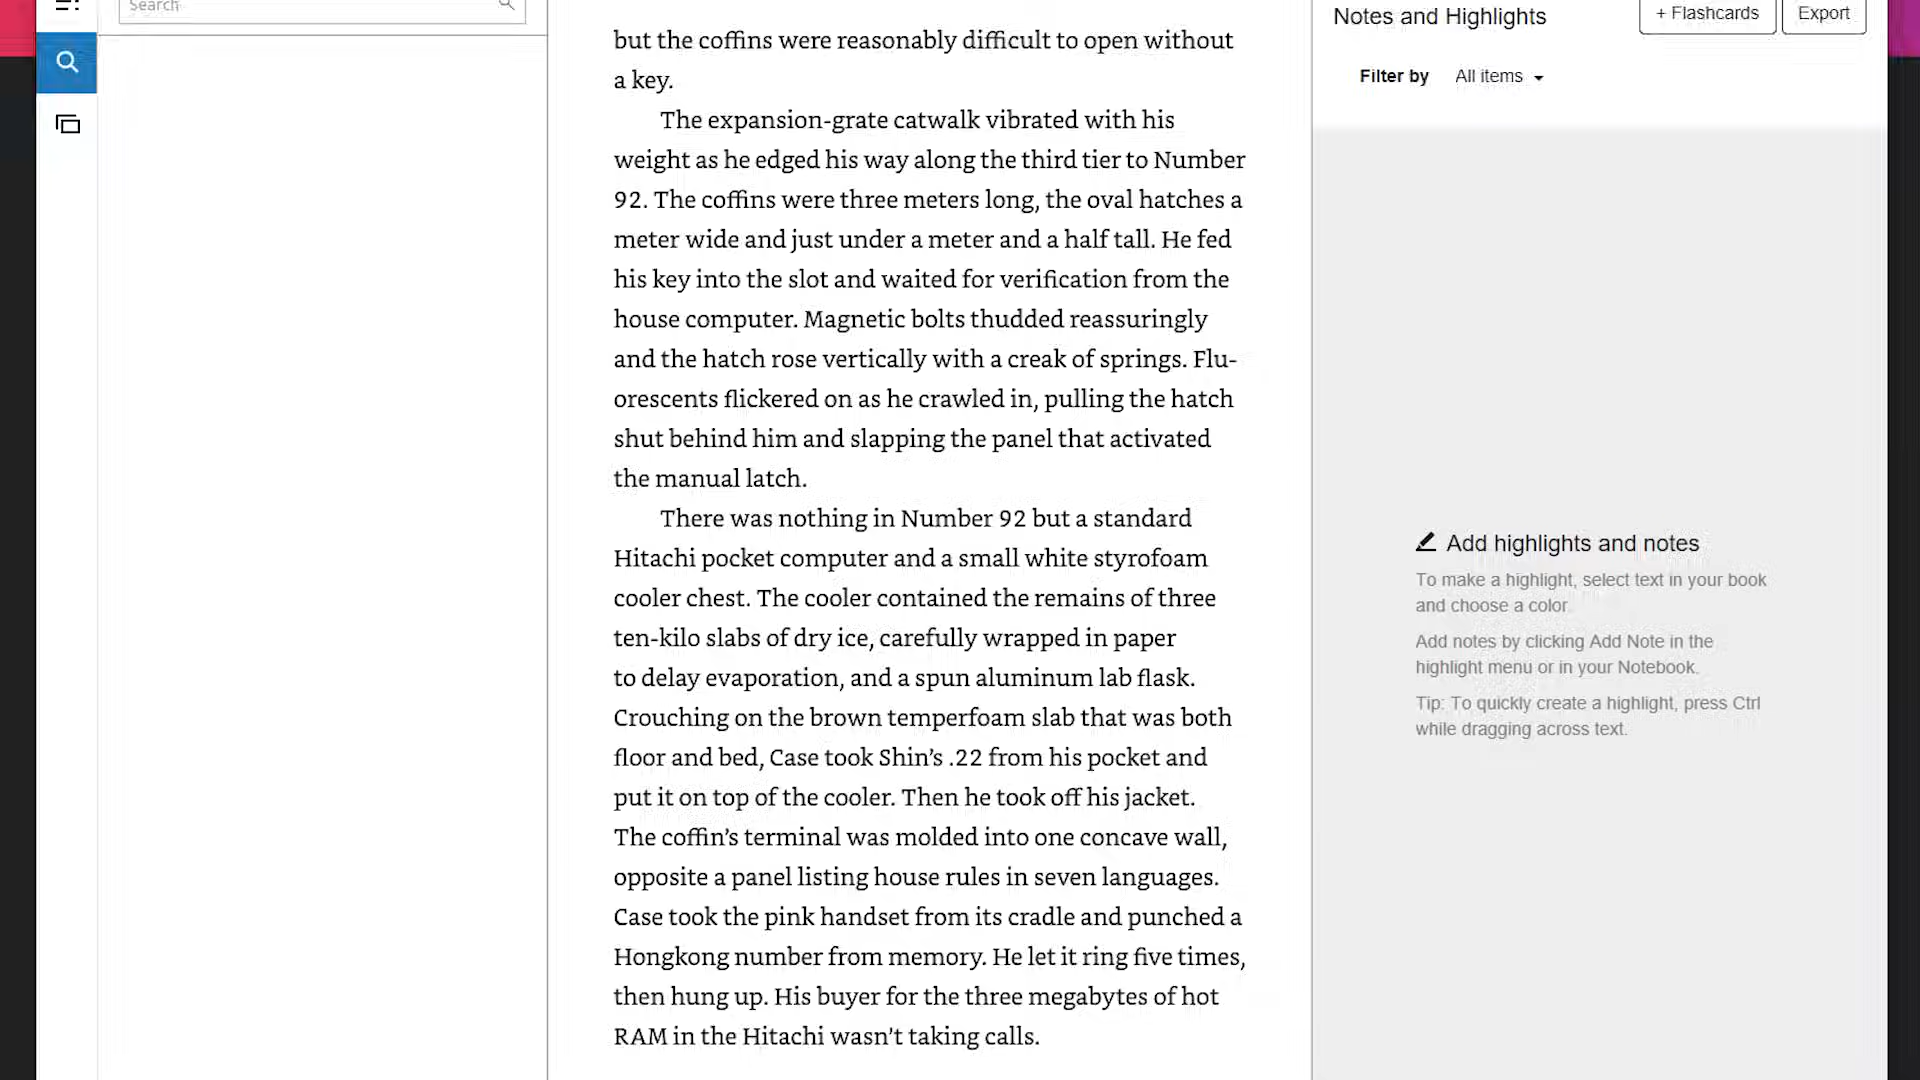 Search
but the coffins were reasonably difficult to open without
a key.
The expansion-grate catwalk vibrated with his
weight as he edged his way along the third tier to Number
92. The coffins were three meters long, the oval hatches a
meter wide and just under a meter and a half tall. He fed
his key into the slot and waited for verification from the
house computer. Magnetic bolts thudded reassuringly
and the hatch rose vertically with a creak of springs. Flu-
orescents flickered on as he crawled in, pulling the hatch
shut behind him and slapping the panel that activated
the manual latch.
There was nothing in Number 92 but a standard
Hitachi pocket computer and a small white styrofoam
cooler chest. The cooler contained the remains of three
ten-kilo slabs of dry ice, carefully wrapped in paper
to delay evaporation, and a spun aluminum lab flask.
Crouching on the brown temperfoam slab that was both
floor and bed, Case took Shin's .22 from his pocket and
put it on top of the cooler. Then he took off his jacket.
The coffin's terminal was molded into one concave wall,
opposite a panel listing house rules in seven languages.
Case took the pink handset from its cradle and punched a
Hongkong number from memory. He let it ring five times,
then hung up. His buyer for the three megabytes of hot
RAM in the Hitachi wasn't taking calls.
Notes and Highlights
+ Flashcards
Export
Filter by All items
Add highlights and notes
To make a highlight, select text in your book
and choose a color.
Add notes by clicking Add Note in the
highlight menu or in your Notebook.
Tip: To quickly create a highlight, press Ctrl
while dragging across text.